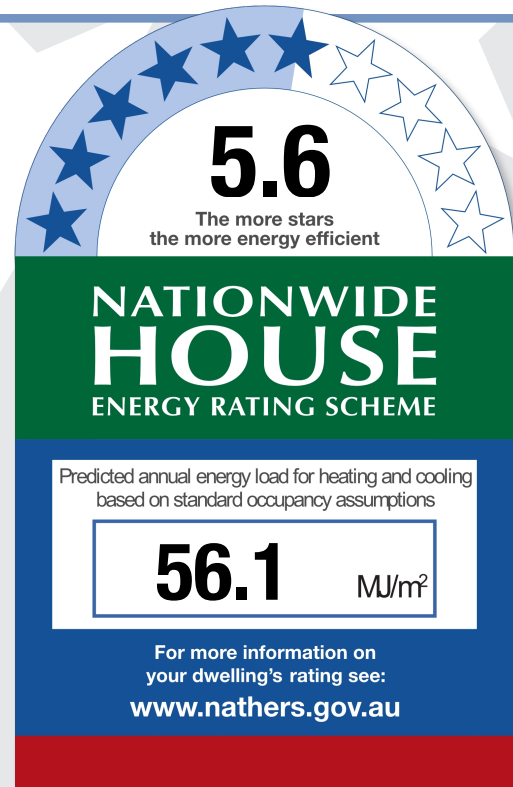 5.6
The more stars
the more energy efficient
NATIONWIDE
HOUSE
ENERGY RATING SCHEME
Predicted annual energy load for heating and cooling
based on standard occupancy assumptions
56.1 MJ/m²
For more information on
your dwelling's rating see:
www.nathers.gov.au